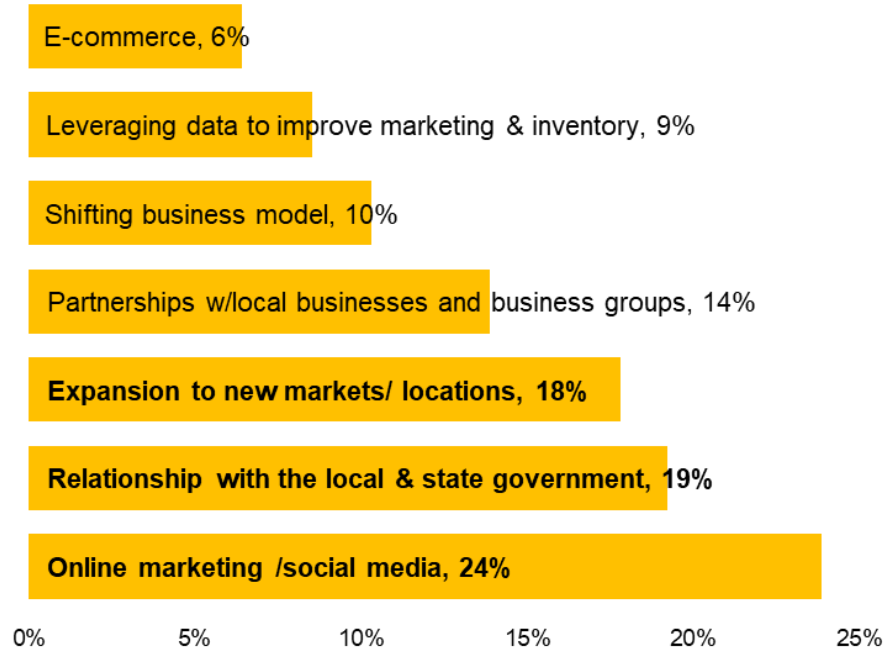 E-commerce, 6%
Leveraging data to improve marketing & inventory, 9%
Shifting business model, 10%
Partnerships w/local businesses and business groups, 14%
Expansion to new markets/ locations, 18%
Relationship with the local & state government, 19%
Online marketing /social media, 24%
0% 5% 10% 15% 20% 25%